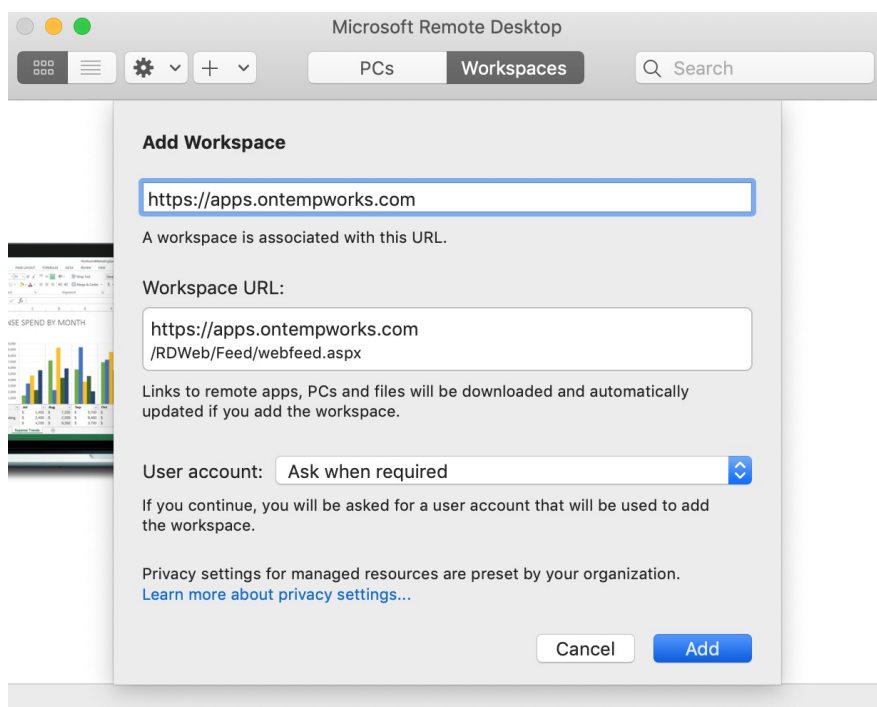 Microsoft Remote Desktop
PCs
Workspaces
Search
Add Workspace
https://apps.ontempworks.com
A workspace is associated with this URL.
Workspace URL:
https://apps.ontempworks.com
/RDWeb/Feed/webfeed.aspx
Links to remote apps, PCs and files will be downloaded and automatically
updated if you add the workspace.
NSE SPEND BY MONTH
User account:
Ask when required
If you continue, you will be asked for a user account that will be used to add
the workspace.
Privacy settings for managed resources are preset by your organization.
Learn more about privacy settings...
Cancel
Add